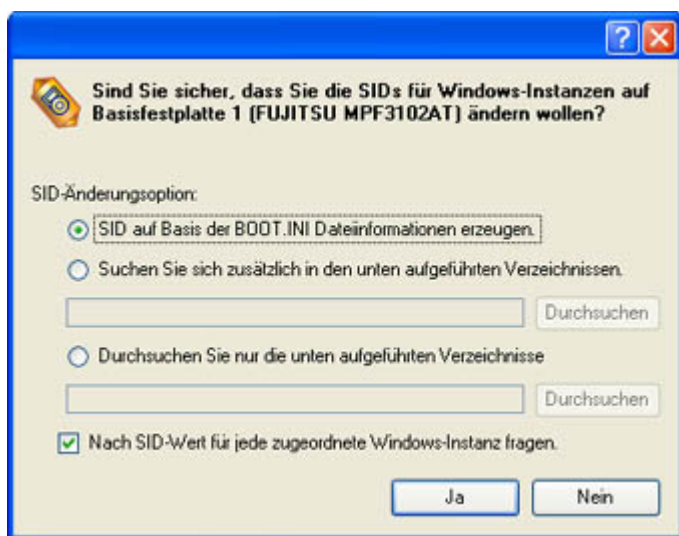 Sind Sie sicher, dass Sie die SIDs für Windows-Instanzen auf
Basisfestplatte 1 (FUJITSU MPF3102AT) ändern wollen?
SID-Änderungsoption:
SID auf Basis der BOOT.INI Dateiinformationen erzeugen.
Suchen Sie sich zusätzlich in den unten aufgeführten Verzeichnissen.
Durchsuchen
Durchsuchen Sie nur die unten aufgeführten Verzeichnisse
Durchsuchen
Nach SID-Wert für jede zugeordnete Windows-Instanz fragen.
Ja
Nein